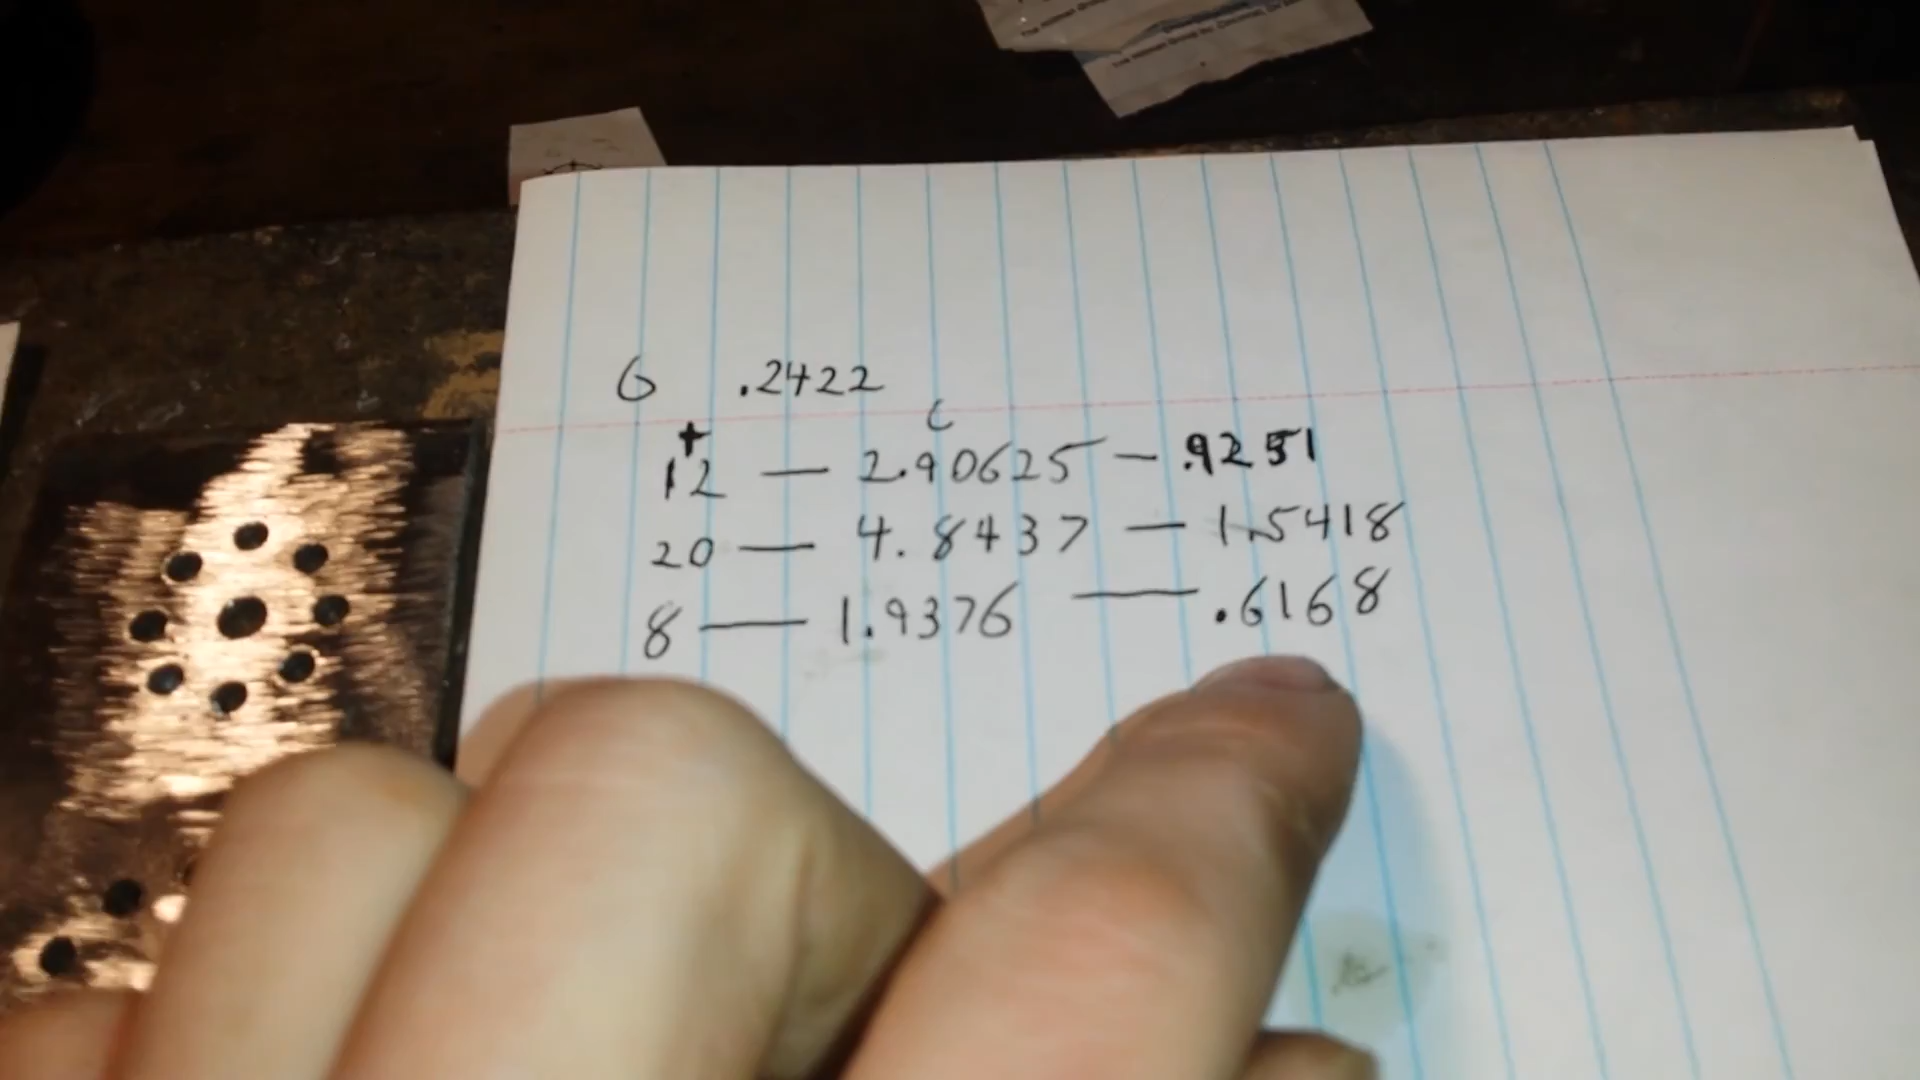 G .2422
+ C
12 — 2.90625 — .9251
20 — 4.8437 — 1.5418
8 — 1.9376 — .6168